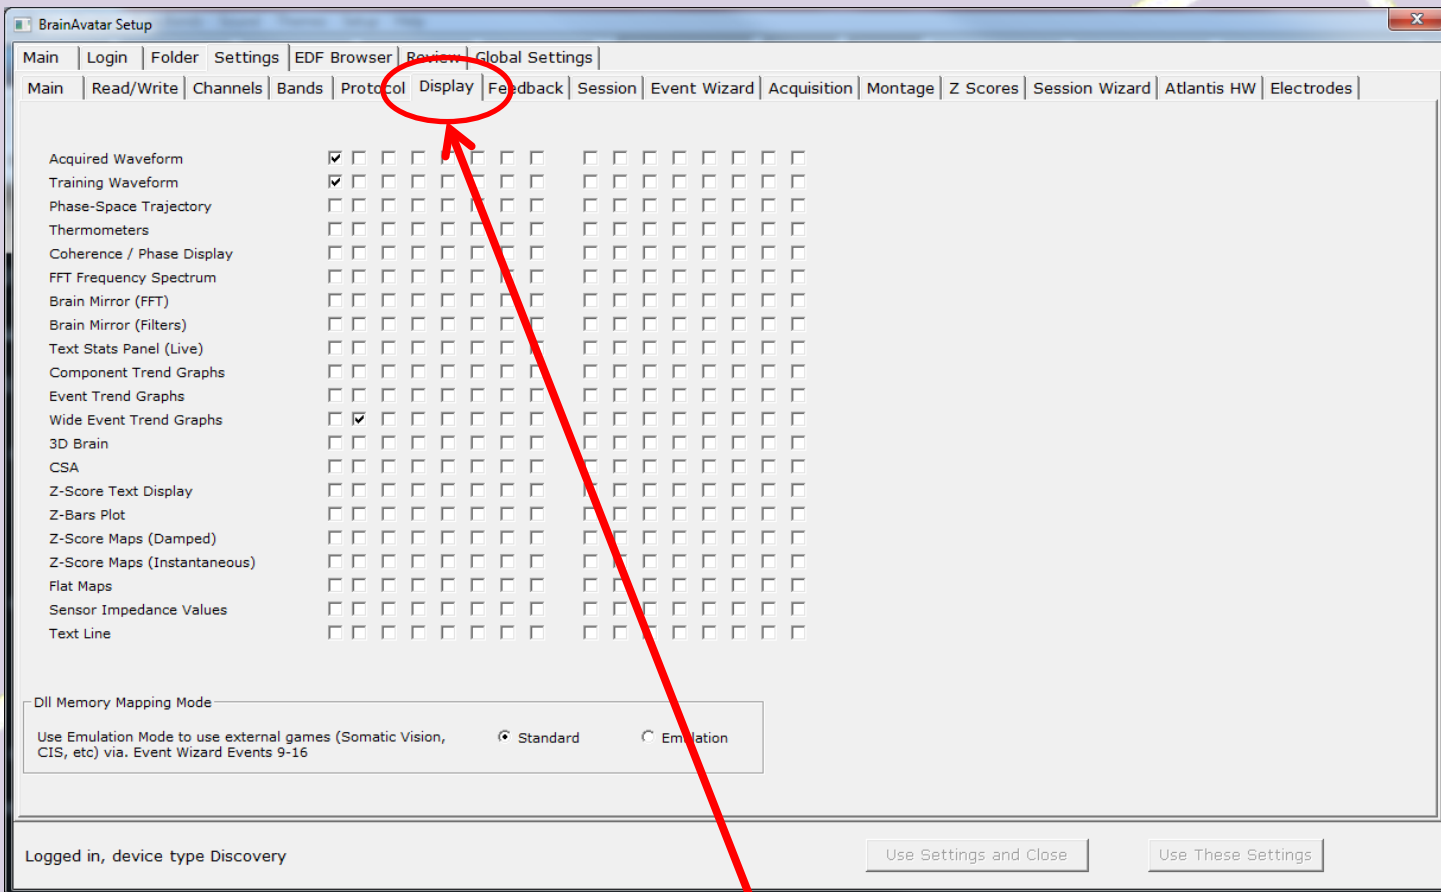 BrainAvatar Setup
Main Login Folder Settings EDF Browser Review Global Settings
Main Read/Write Channels Bands Protocol Display Feedback Session Event Wizard Acquisition Montage Z Scores Session Wizard Atlantis HW Electrodes
Acquired Waveform
Training Waveform
Phase-Space Trajectory
Thermometers
Coherence / Phase Display
FFT Frequency Spectrum
Brain Mirror (FFT)
Brain Mirror (Filters)
Text Stats Panel (Live)
Component Trend Graphs
Event Trend Graphs
Wide Event Trend Graphs
3D Brain
CSA
Z-Score Text Display
Z-Bars Plot
Z-Score Maps (Damped)
Z-Score Maps (Instantaneous)
Flat Maps
Sensor Impedance Values
Text Line
Dll Memory Mapping Mode
Use Emulation Mode to use external games (Somatic Vision,
CIS, etc) via. Event Wizard Events 9-16
Standard Emulation
Logged in, device type Discovery
Use Settings and Close Use These Settings